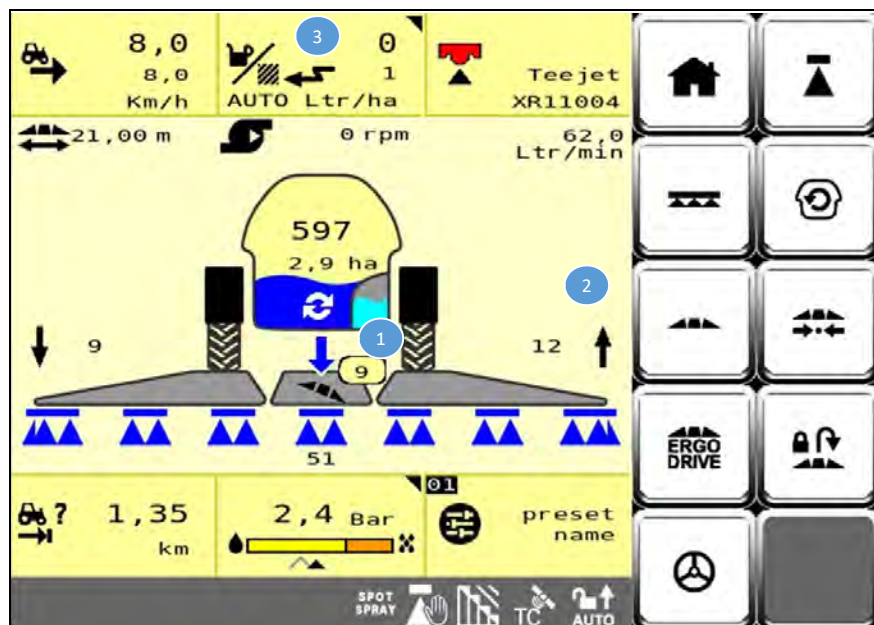 8,0
8,0
Km/h
3
0
1
AUTO Ltr/ha
Teejet
XR11004
21,00 m
0 rpm
62,0
Ltr/min
597
2,9 ha
2
1
9
12
9
51
?
1,35
km
2,4 Bar
01
preset
name
ERGO
DRIVE
SPOT
SPRAY
TC
AUTO